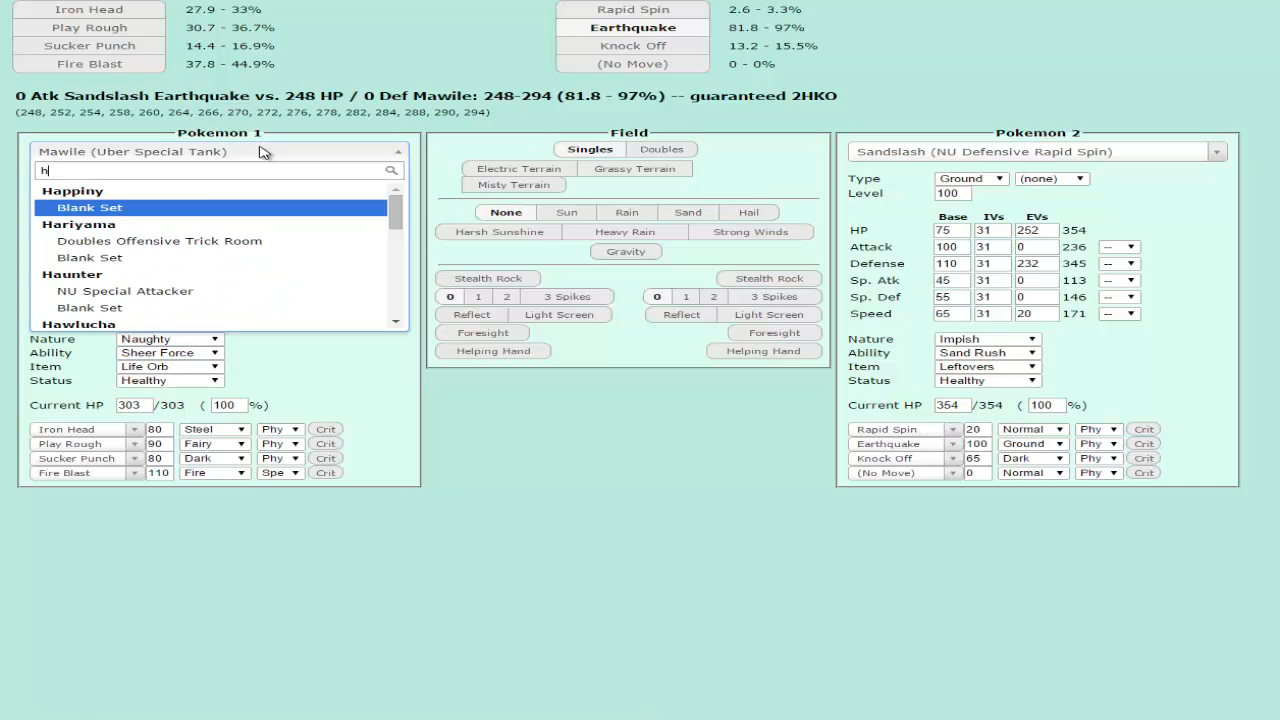 Iron Head 27.9 - 33% Rapid Spin 2.6 - 3.3%
Play Rough 30.7 - 36.7% Earthquake 81.8 - 97%
Sucker Punch 14.4 - 16.9% Knock Off 13.2 - 15.5%
Fire Blast 37.8 - 44.9% (No Move) 0 - 0%
0 Atk Sandslash Earthquake vs. 248 HP / 0 Def Mawile: 248-294 (81.8 - 97%) -- guaranteed 2HKO
(248, 252, 254, 258, 260, 264, 266, 270, 272, 276, 278, 282, 284, 288, 290, 294)
Pokemon 1
Mawile (Uber Special Tank)
h
Happiny
Blank Set
Hariyama
Doubles Offensive Trick Room
Blank Set
Haunter
NU Special Attacker
Blank Set
Hawlucha
Nature Naughty
Ability Sheer Force
Item Life Orb
Status Healthy
Current HP 303 /303 ( 100 %)
Iron Head 80 Steel Phy Crit
Play Rough 90 Fairy Phy Crit
Sucker Punch 80 Dark Phy Crit
Fire Blast 110 Fire Spe Crit
Field
Singles Doubles
Electric Terrain Grassy Terrain
Misty Terrain
None Sun Rain Sand Hail
Harsh Sunshine Heavy Rain Strong Winds
Gravity
Stealth Rock Stealth Rock
0 1 2 3 Spikes 0 1 2 3 Spikes
Reflect Light Screen Reflect Light Screen
Foresight Foresight
Helping Hand Helping Hand
Pokemon 2
Sandslash (NU Defensive Rapid Spin)
Type Ground (none)
Level 100
Base IVs EVs
HP 75 31 252 354
Attack 100 31 0 236 --
Defense 110 31 232 345 --
Sp. Atk 45 31 0 113 --
Sp. Def 55 31 0 146 --
Speed 65 31 20 171 --
Nature Impish
Ability Sand Rush
Item Leftovers
Status Healthy
Current HP 354 /354 ( 100 %)
Rapid Spin 20 Normal Phy Crit
Earthquake 100 Ground Phy Crit
Knock Off 65 Dark Phy Crit
(No Move) 0 Normal Phy Crit